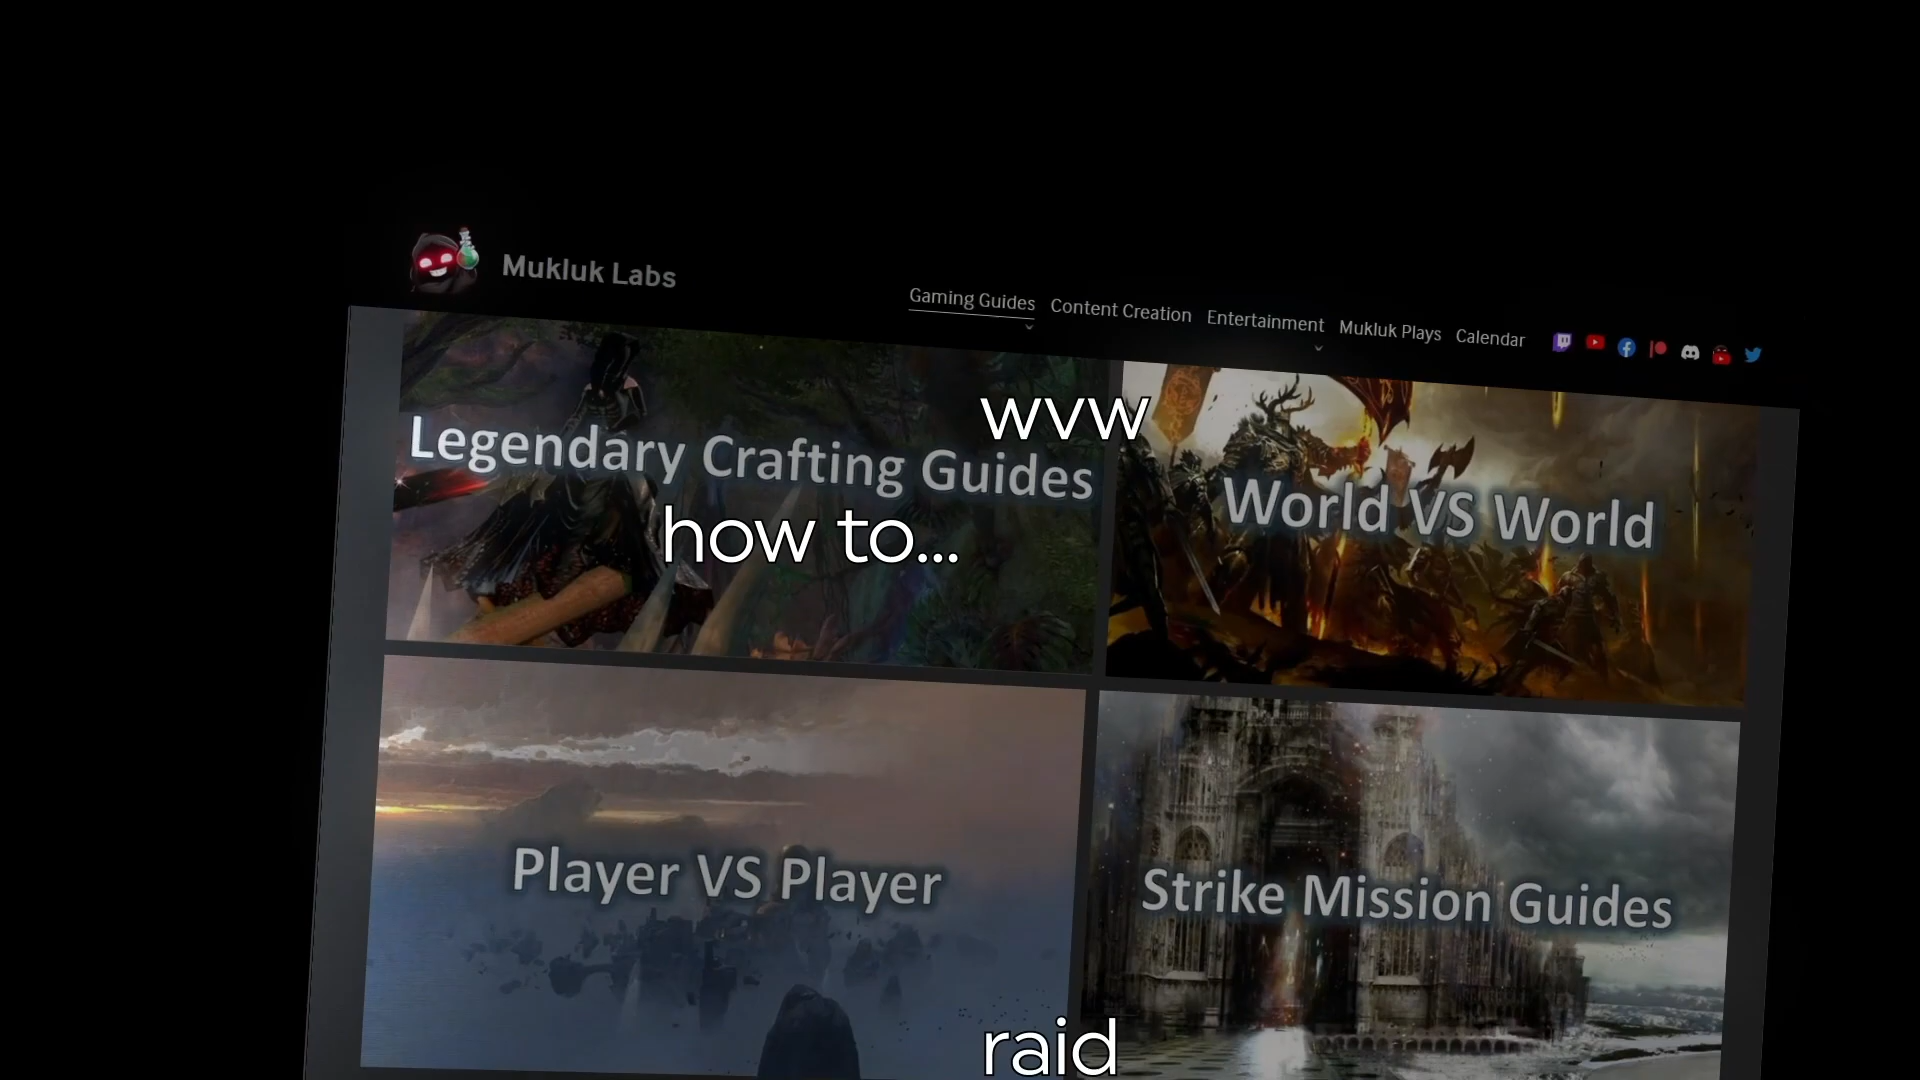 Mukluk Labs
Gaming Guides Content Creation Entertainment Mukluk Plays Calendar
wvw
Legendary Crafting Guides
World VS World
how to...
Player VS Player
Strike Mission Guides
raid